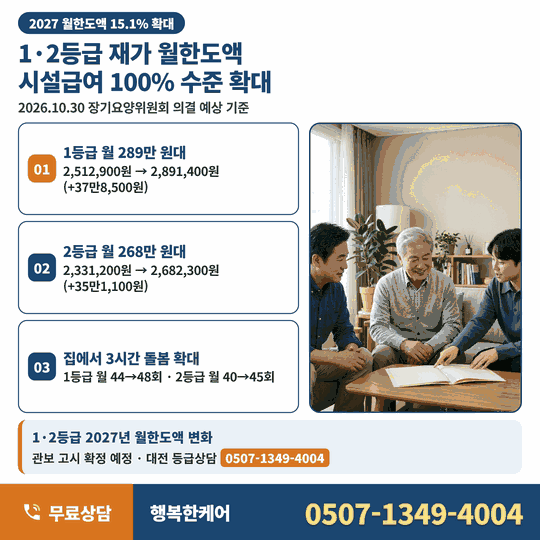 2027 월한도액 15.1% 확대
1·2등급 재가 월한도액
시설급여 100% 수준 확대
2026.10.30 장기요양위원회 의결 예상 기준
01
1등급 월 289만 원대
2,512,900원 → 2,891,400원
(+37만8,500원)
02
2등급 월 268만 원대
2,331,200원 → 2,682,300원
(+35만1,100원)
03
집에서 3시간 돌봄 확대
1등급 월 44→48회 · 2등급 월 40→45회
1·2등급 2027년 월한도액 변화
관보 고시 확정 예정 · 대전 등급상담 0507-1349-4004
무료상담
행복한케어
0507-1349-4004